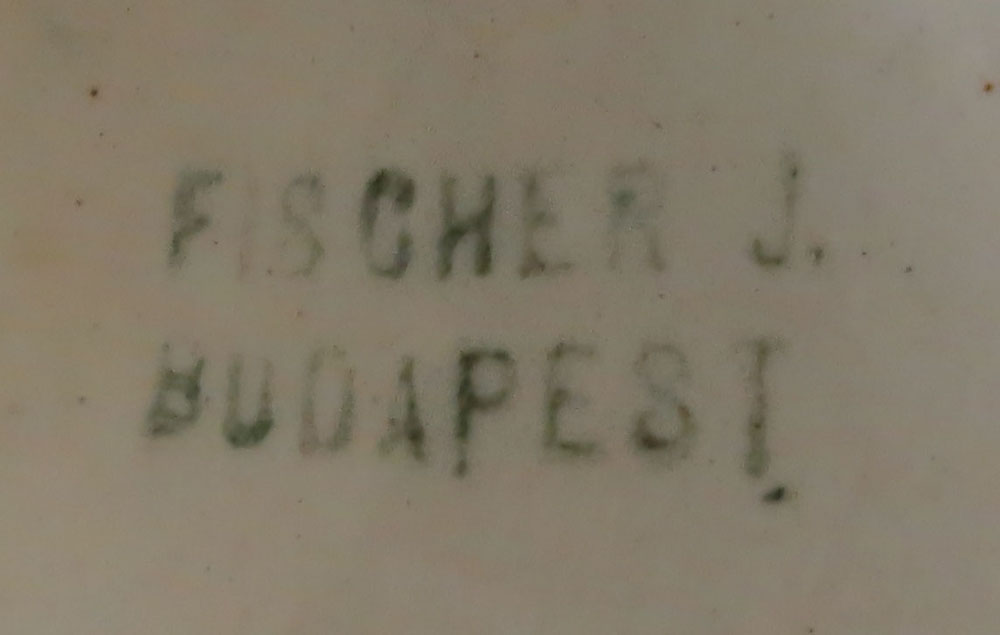 FISCHER J.
BUDAPEST.